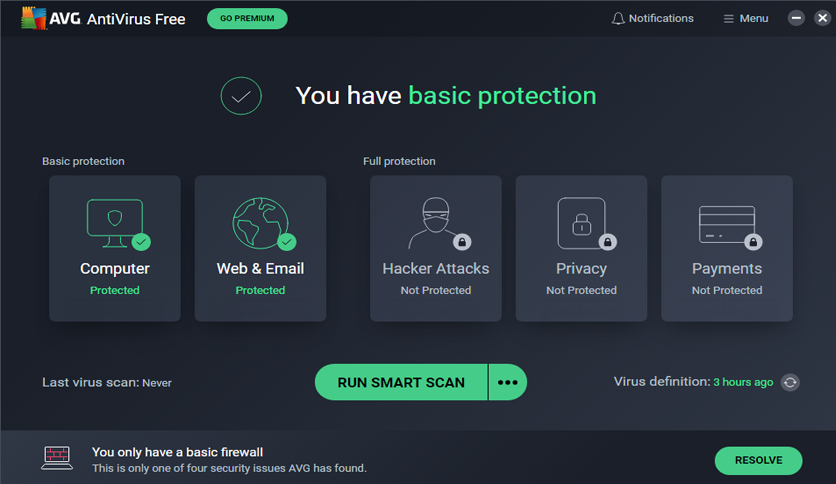 AVG AntiVirus Free
GO PREMIUM
Notifications
Menu
You have basic protection
Basic protection
Full protection
Computer
Protected
Web & Email
Protected
Hacker Attacks
Not Protected
Privacy
Not Protected
Payments
Not Protected
Last virus scan: Never
RUN SMART SCAN
Virus definition: 3 hours ago
You only have a basic firewall
This is only one of four security issues AVG has found.
RESOLVE